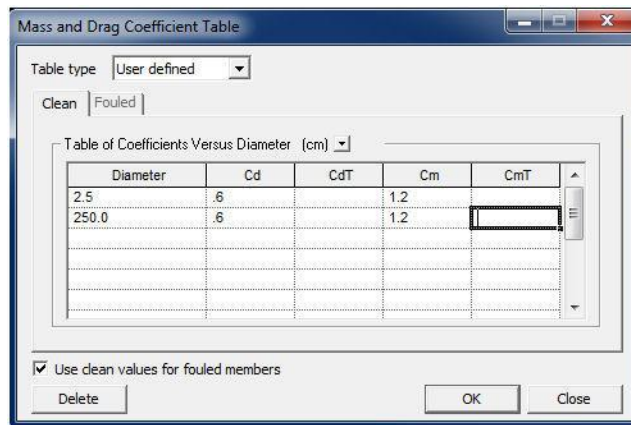 Mass and Drag Coefficient Table
Table type User defined
Clean Fouled
Table of Coefficients Versus Diameter (cm)
Diameter Cd CdT Cm CmT
2.5 .6 1.2
250.0 .6 1.2
Use clean values for fouled members
Delete OK Close